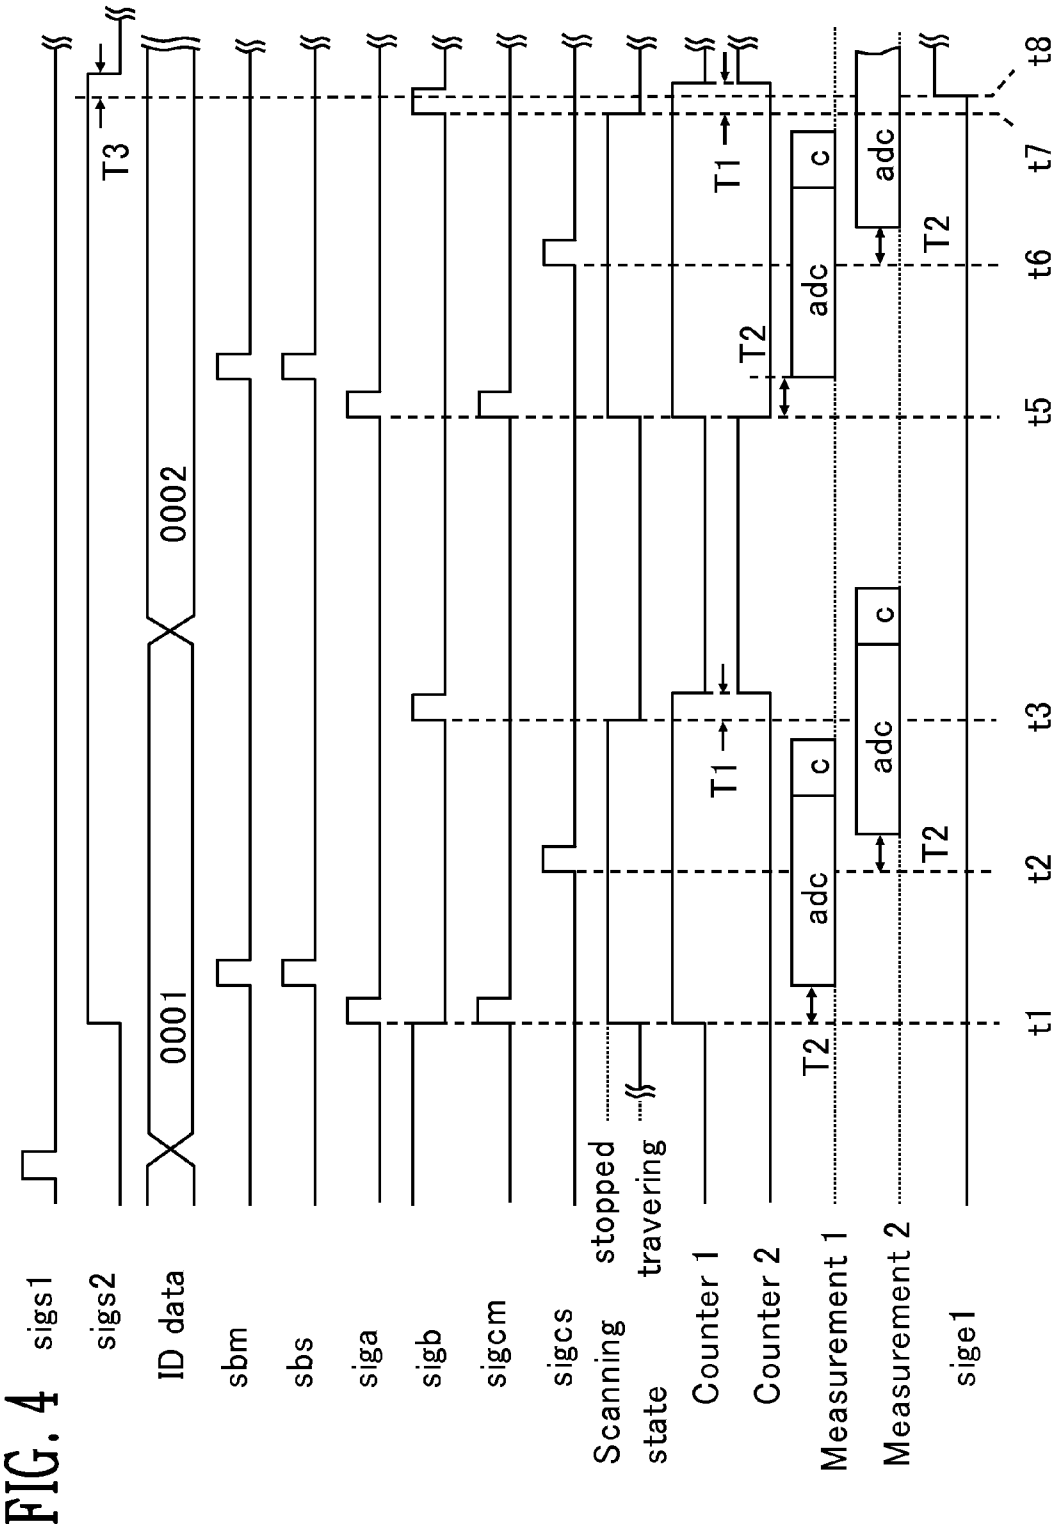 FIG. 4
sigs1
sigs2
T3
ID data
0001
0002
sbm
sbs
siga
sigb
sigcm
sigcs
Scanning state
stopped
travering
Counter 1
T1
T1
Counter 2
T2
T2
Measurement 1
adc
c
adc
c
Measurement 2
adc
c
adc
T2
T2
sige1
t1
t2
t3
t5
t6
t7
t8